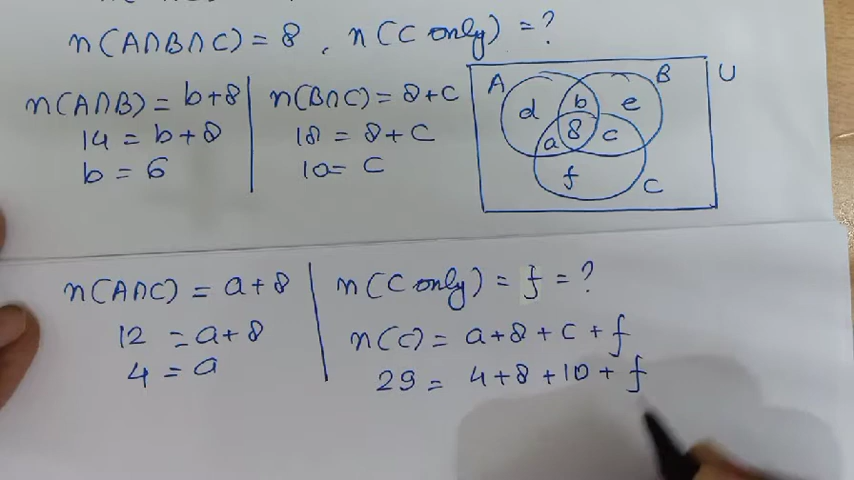 n(A∩B∩C) = 8 , n(C only) = ?
n(A∩B) = b+8
14 = b+8
b = 6
n(B∩C) = 8+C
18 = 8+C
10 = C
A
B
U
d
b
e
8
a
c
f
C
n(A∩C) = a+8
12 = a+8
4 = a
n(C only) = f = ?
n(C) = a+8+C+f
29 = 4+8+10+f